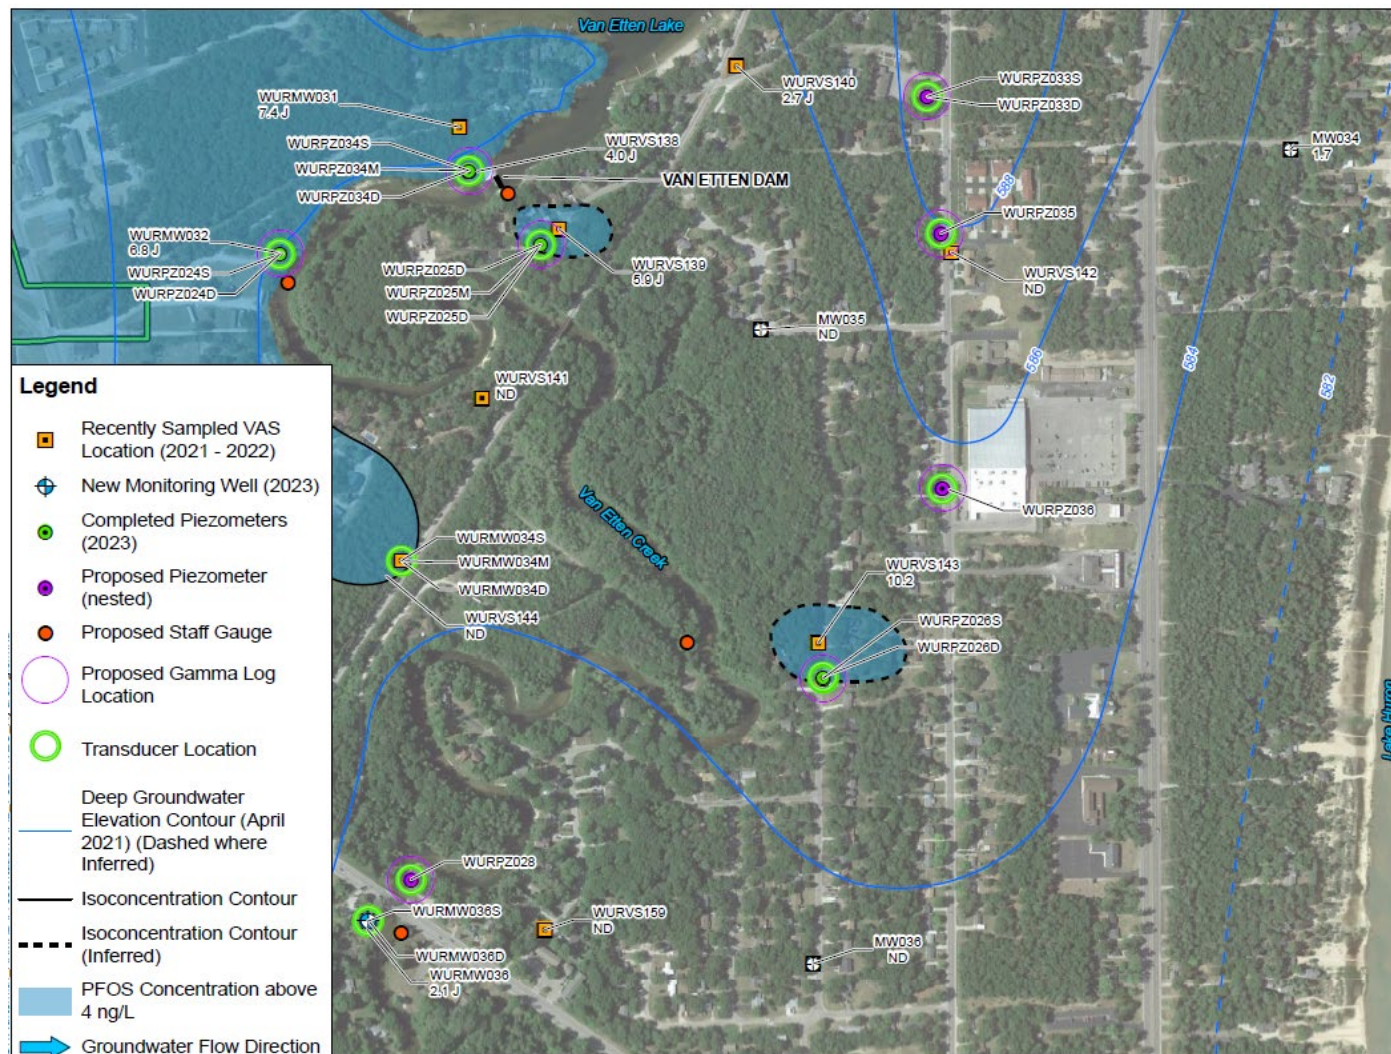 Van Etten Lake
WURMW031
7.4 J
WURVS140
2.7 J
WURPZ033S
WURPZ033D
WURPZ034S
WURPZ034M
WURPZ034D
WURVS138
4.0 J
VAN ETTEN DAM
MW034
1.7
588
WURPZ035
WURMW032
6.8 J
WURPZ024S
WURPZ024D
WURPZ025D
WURPZ025M
WURPZ025D
WURVS139
5.9 J
WURVS142
ND
MW035
ND
586
584
582
WURVS141
ND
Van Etten Creek
WURPZ036
WURMW034S
WURMW034M
WURMW034D
WURVS144
ND
WURVS143
10.2
WURPZ026S
WURPZ026D
Lake Huron
WURPZ028
WURMW036S
WURMW036D
WURMW036
2.1 J
WURVS159
ND
MW036
ND
Legend
Recently Sampled VAS
Location (2021 - 2022)
New Monitoring Well (2023)
Completed Piezometers
(2023)
Proposed Piezometer
(nested)
Proposed Staff Gauge
Proposed Gamma Log
Location
Transducer Location
Deep Groundwater
Elevation Contour (April
2021) (Dashed where
Inferred)
Isoconcentration Contour
Isoconcentration Contour
(Inferred)
PFOS Concentration above
4 ng/L
Groundwater Flow Direction